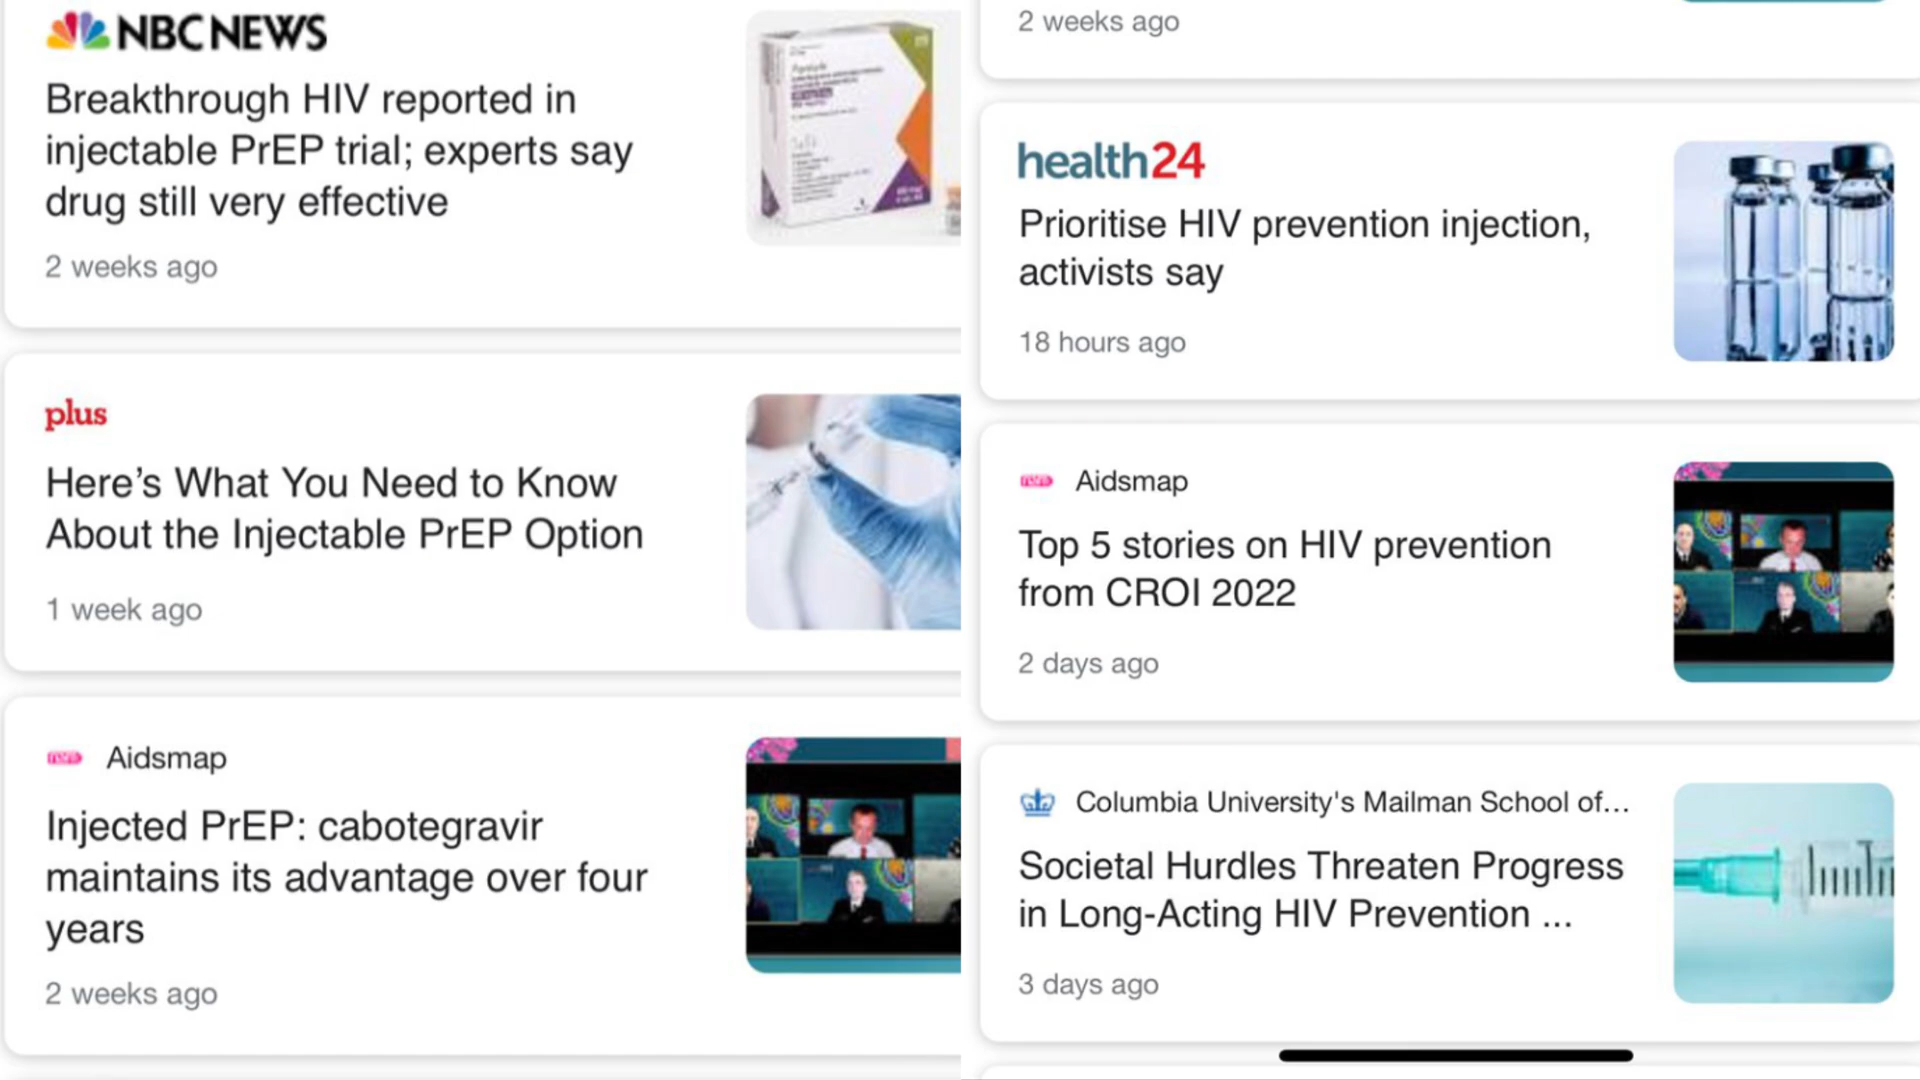 NBC NEWS
Breakthrough HIV reported in
injectable PrEP trial; experts say
drug still very effective
2 weeks ago
plus
Here’s What You Need to Know
About the Injectable PrEP Option
1 week ago
Aidsmap
Injected PrEP: cabotegravir
maintains its advantage over four
years
2 weeks ago
2 weeks ago
health24
Prioritise HIV prevention injection,
activists say
18 hours ago
Aidsmap
Top 5 stories on HIV prevention
from CROI 2022
2 days ago
Columbia University's Mailman School of...
Societal Hurdles Threaten Progress
in Long-Acting HIV Prevention ...
3 days ago